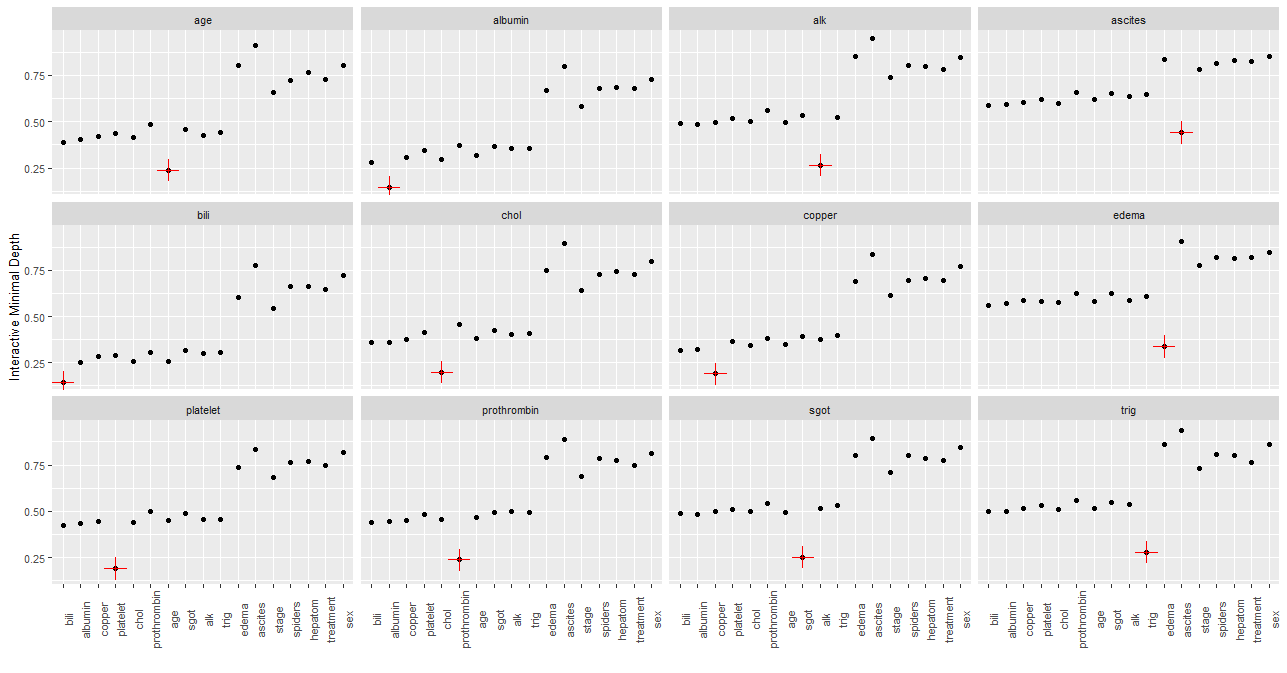 age albumin alk ascites
0.75
0.50
0.25
bili chol copper edema
0.75
0.50
0.25
Interactive Minimal Depth
platelet prothrombin sgot trig
0.75
0.50
0.25
bili albumin copper platelet chol prothrombin age sgot alk trig edema ascites stage spiders hepatom treatment sex
bili albumin copper platelet chol prothrombin age sgot alk trig edema ascites stage spiders hepatom treatment sex
bili albumin copper platelet chol prothrombin age sgot alk trig edema ascites stage spiders hepatom treatment sex
bili albumin copper platelet chol prothrombin age sgot alk trig edema ascites stage spiders hepatom treatment sex